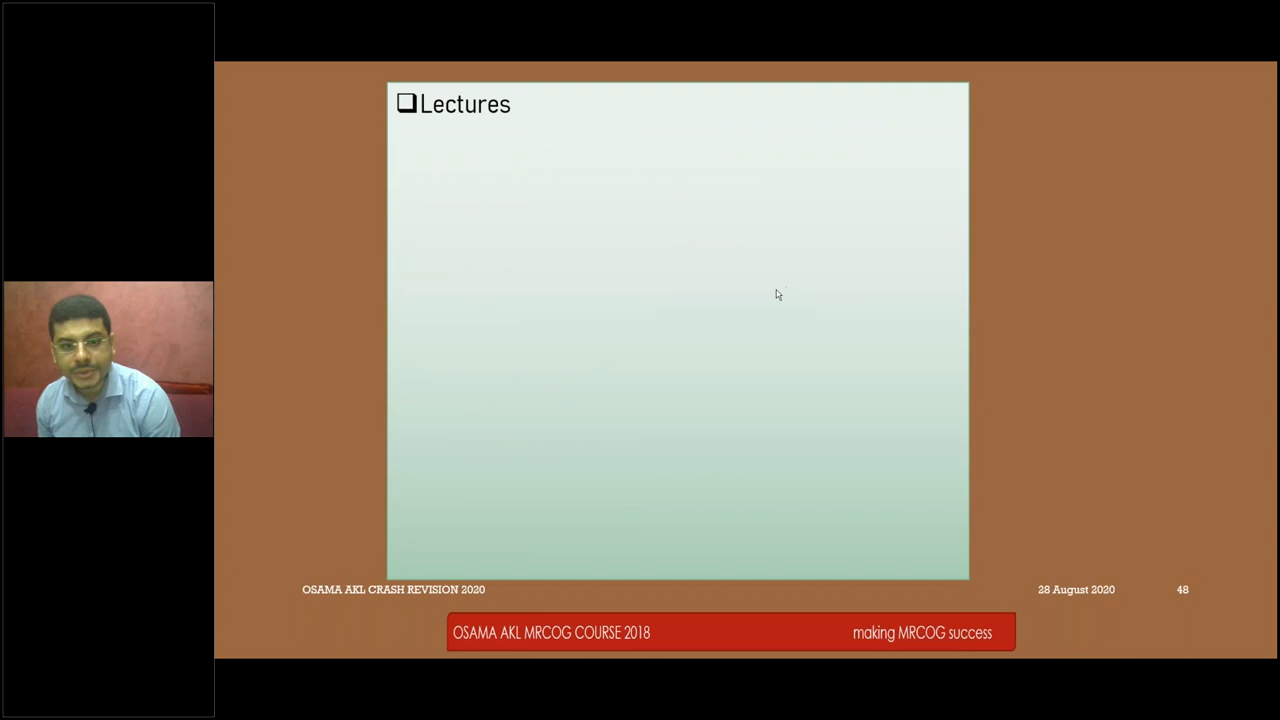 Lectures
OSAMA AKL CRASH REVISION 2020
28 August 2020
48
OSAMA AKL MRCOG COURSE 2018
making MRCOG success